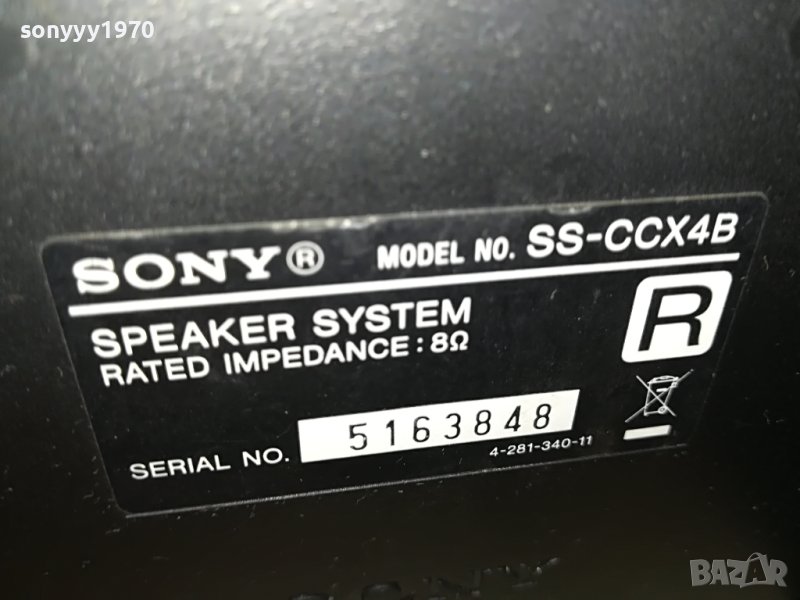 sonyyy1970
SONY® MODEL NO. SS-CCX4B
SPEAKER SYSTEM
RATED IMPEDANCE : 8Ω
R
SERIAL NO. 5163848
4-281-340-11
BAZAR